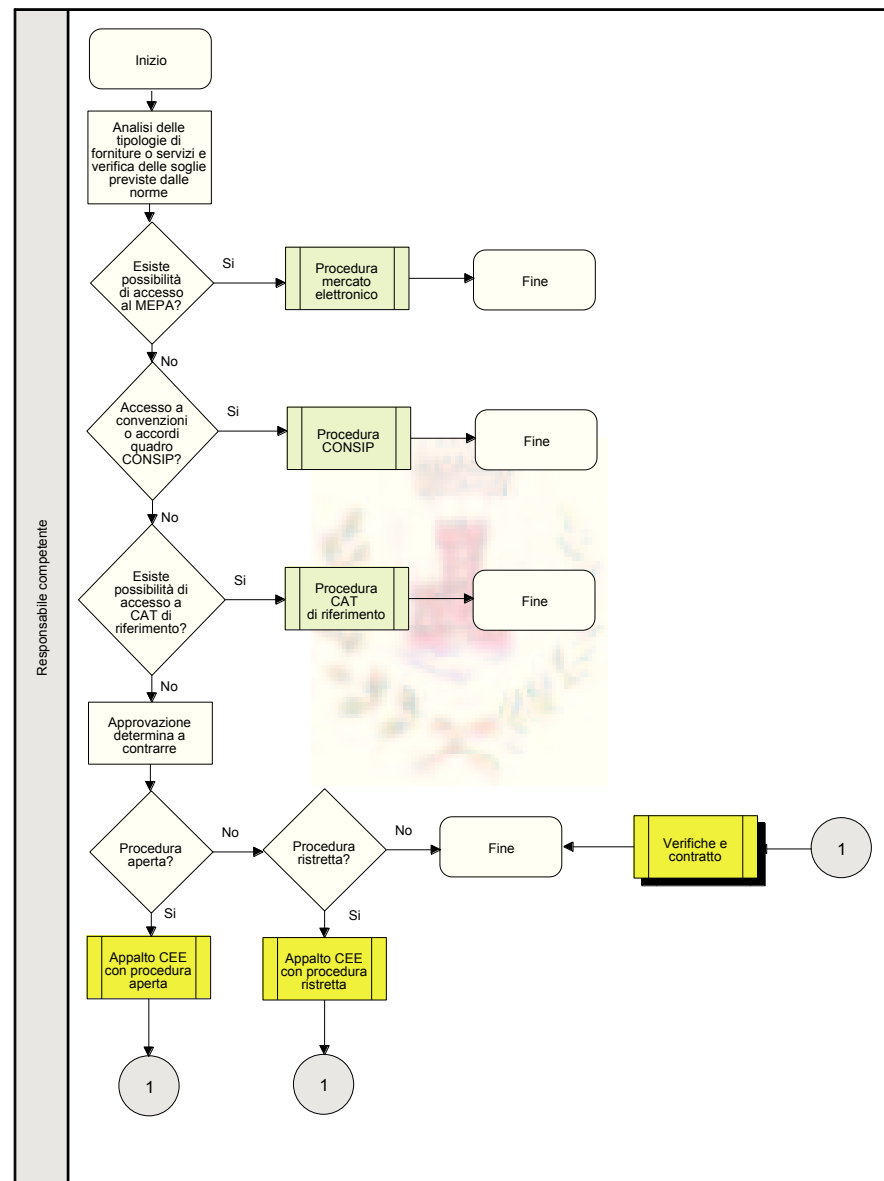 Responsabile competente
Inizio
Analisi delle
tipologie di
forniture o servizi e
verifica delle soglie
previste dalle
norme
Esiste
possibilità
di accesso
al MEPA?
Si
Procedura
mercato
elettronico
Fine
No
Accesso a
convenzioni
o accordi
quadro
CONSIP?
Si
Procedura
CONSIP
Fine
No
Esiste
possibilità di
accesso a
CAT di
riferimento?
Si
Procedura
CAT
di riferimento
Fine
No
Approvazione
determina a
contrarre
Procedura
aperta?
No
Procedura
ristretta?
No
Fine
Verifiche e
contratto
1
Si
Si
Appalto CEE
con procedura
aperta
Appalto CEE
con procedura
ristretta
1
1